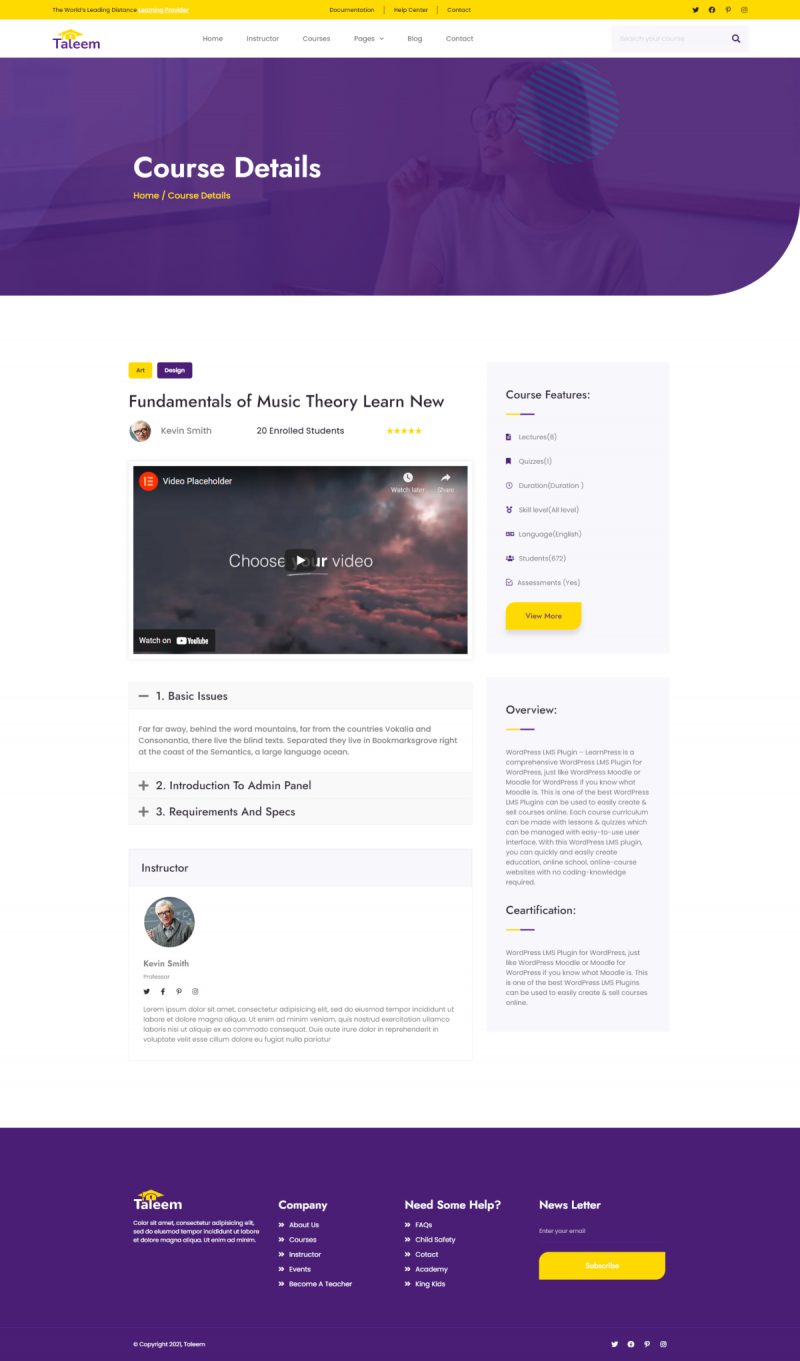 The World's Leading Distance Learning Provider
Documentation
Help Center
Contact
Taleem
Home
Instructor
Courses
Pages
Blog
Contact
Search your course
Course Details
Home / Course Details
Art
Design
Fundamentals of Music Theory Learn New
Kevin Smith
20 Enrolled Students
Video Placeholder
Watch later
Share
Choose your video
Watch on YouTube
1. Basic Issues
Far far away, behind the word mountains, far from the countries Vokalia and
Consonantia, there live the blind texts. Separated they live in Bookmarksgrove right
at the coast of the Semantics, a large language ocean.
2. Introduction To Admin Panel
3. Requirements And Specs
Instructor
Kevin Smith
Professor
Lorem ipsum dolor sit amet, consectetur adipisicing elit, sed do eiusmod tempor incididunt ut
labore et dolore magna aliqua. Ut enim ad minim veniam, quis nostrud exercitation ullamco
laboris nisi ut aliquip ex ea commodo consequat. Duis aute irure dolor in reprehenderit in
voluptate velit esse cillum dolore eu fugiat nulla pariatur
Course Features:
Lectures(8)
Quizzes(1)
Duration(Duration )
Skill level(All level)
Language(English)
Students(672)
Assessments (Yes)
View More
Overview:
WordPress LMS Plugin – LearnPress is a
comprehensive WordPress LMS Plugin for
WordPress, just like WordPress Moodle or
Moodle for WordPress if you know what
Moodle is. This is one of the best WordPress
LMS Plugins can be used to easily create &
sell courses online. Each course curriculum
can be made with lessons & quizzes which
can be managed with easy-to-use user
interface. With this WordPress LMS plugin,
you can quickly and easily create
education, online school, online-course
websites with no coding-knowledge
required.
Ceartification:
WordPress LMS Plugin for WordPress, just
like WordPress Moodle or Moodle for
WordPress if you know what Moodle is. This
is one of the best WordPress LMS Plugins
can be used to easily create & sell courses
online.
Taleem
Color sit amet, consectetur adipisicing elit,
sed do eiusmod tempor incididunt ut labore
et dolore magna aliqua. Ut enim ad minim.
Company
About Us
Courses
Instructor
Events
Become A Teacher
Need Some Help?
FAQs
Child Safety
Cotact
Academy
King Kids
News Letter
Enter your email
Subscribe
© Copyright 2021, Taleem